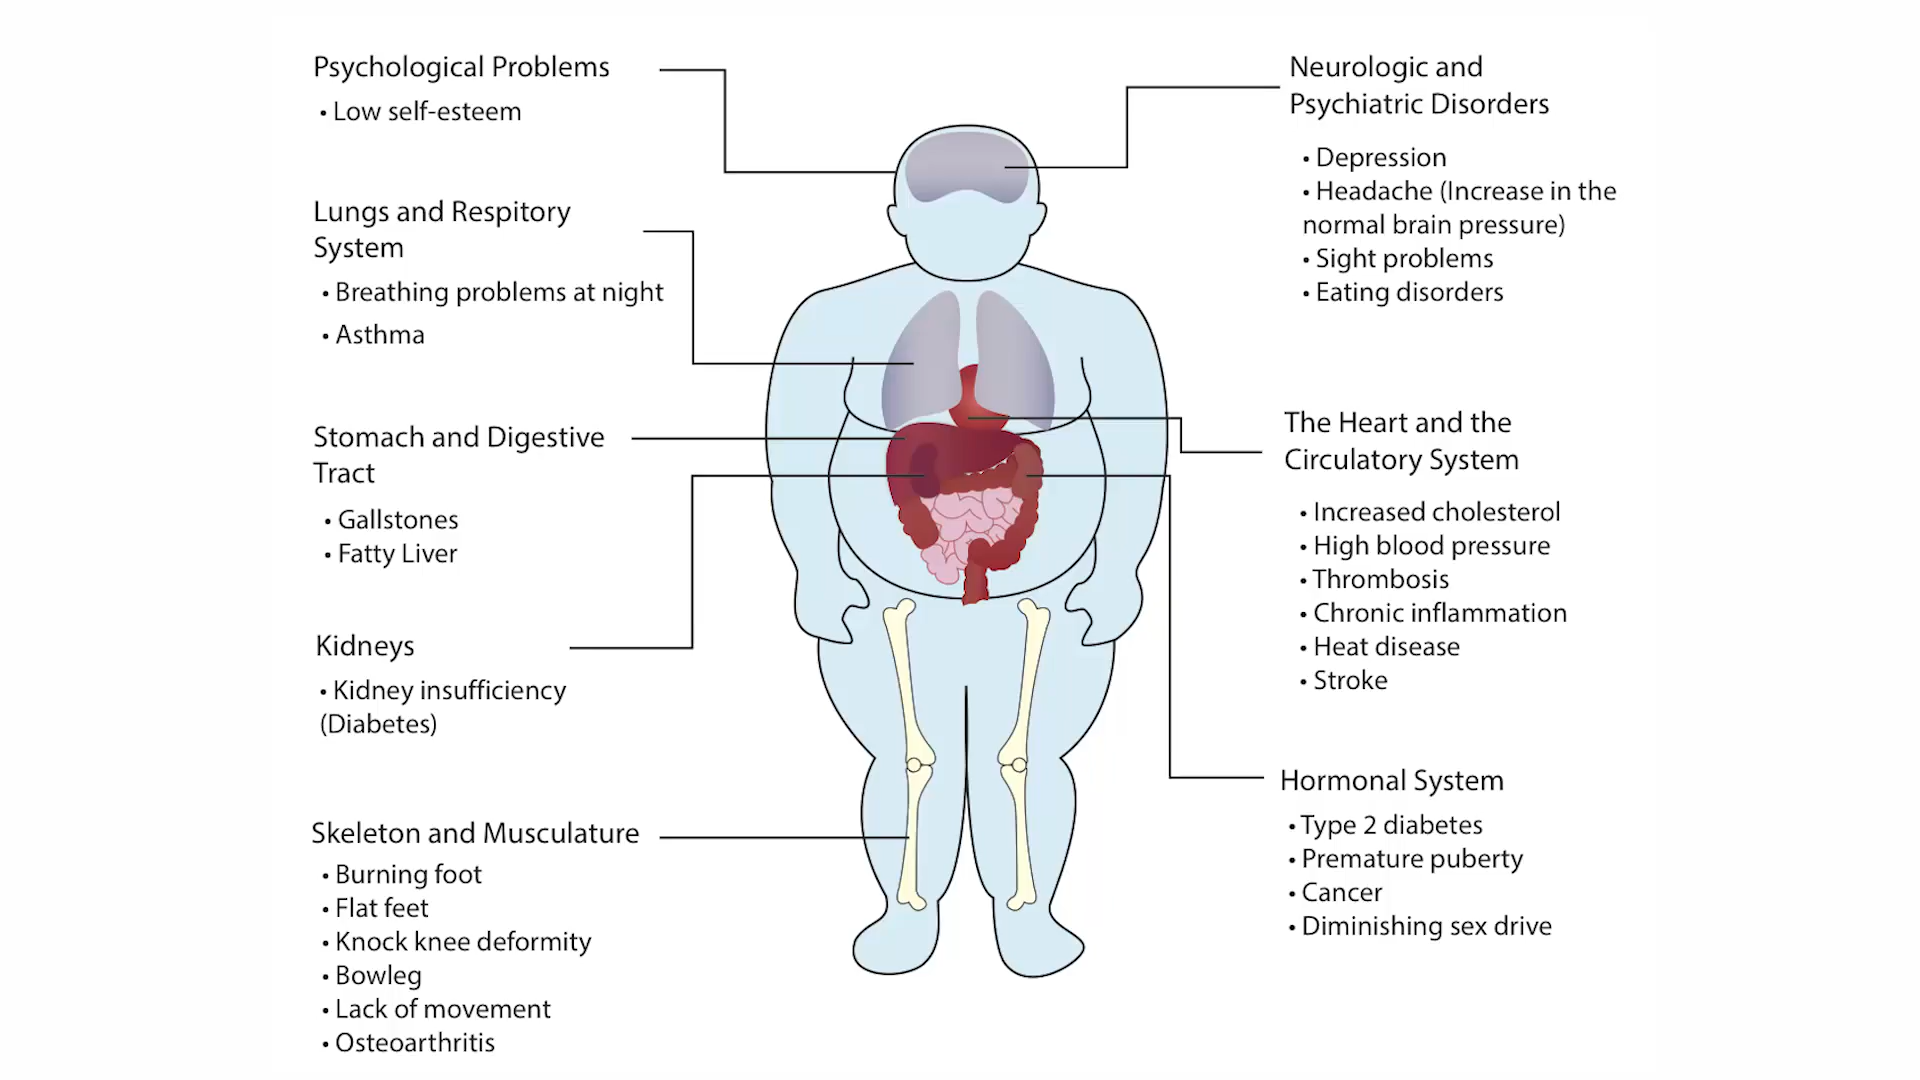 Psychological Problems
• Low self-esteem
Lungs and Respitory
System
• Breathing problems at night
• Asthma
Stomach and Digestive
Tract
• Gallstones
• Fatty Liver
Kidneys
• Kidney insufficiency
(Diabetes)
Skeleton and Musculature
• Burning foot
• Flat feet
• Knock knee deformity
• Bowleg
• Lack of movement
• Osteoarthritis
Neurologic and
Psychiatric Disorders
• Depression
• Headache (Increase in the
normal brain pressure)
• Sight problems
• Eating disorders
The Heart and the
Circulatory System
• Increased cholesterol
• High blood pressure
• Thrombosis
• Chronic inflammation
• Heat disease
• Stroke
Hormonal System
• Type 2 diabetes
• Premature puberty
• Cancer
• Diminishing sex drive